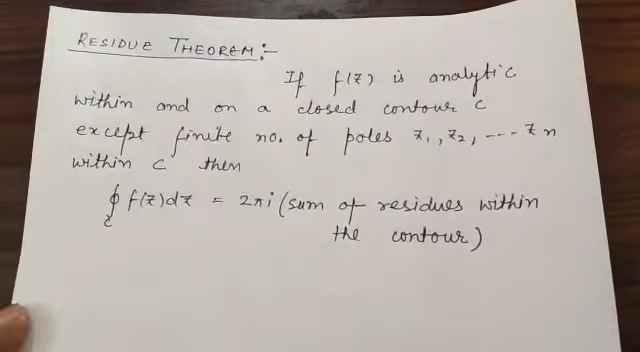 RESIDUE THEOREM:-
If f(z) is analytic
within and on a closed contour c
except finite no. of poles z1, z2, ---- zn
within c then
∮c f(z)dz = 2πi (sum of residues within
the contour)